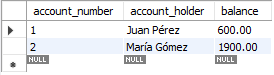 account_number account_holder balance
1 Juan Pérez 600.00
2 María Gómez 1900.00
NULL NULL NULL